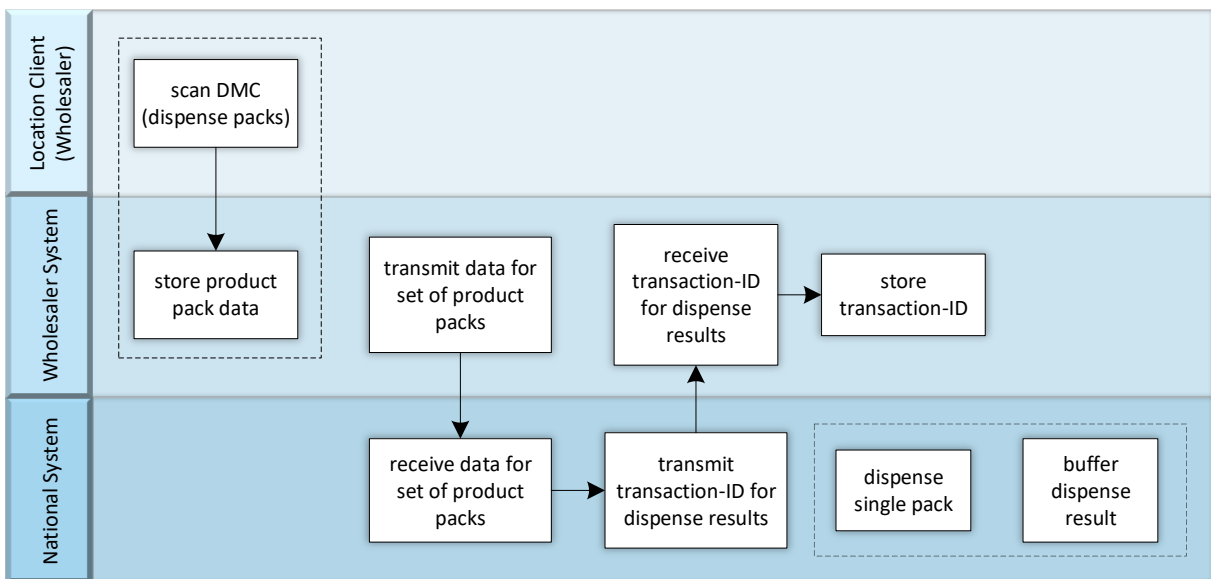 Location Client
(Wholesaler)
scan DMC
(dispense packs)
Wholesaler System
store product
pack data
transmit data for
set of product
packs
receive
transaction-ID
for dispense
results
store
transaction-ID
National System
receive data for
set of product
packs
transmit
transaction-ID for
dispense results
dispense
single pack
buffer
dispense
result